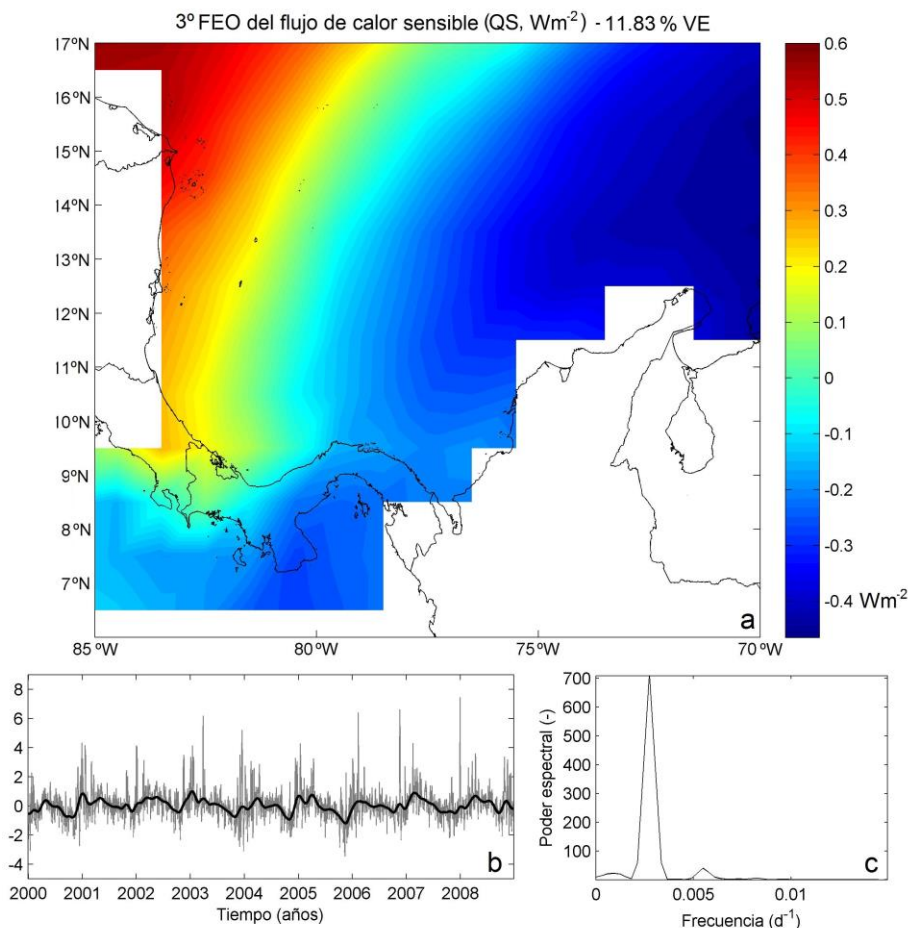 3º FEO del flujo de calor sensible (QS, Wm-2) - 11.83 % VE
17ºN
16ºN
15ºN
14ºN
13ºN
12ºN
11ºN
10ºN
9ºN
8ºN
7ºN
85ºW
80ºW
75ºW
70ºW
a
0.6
0.5
0.4
0.3
0.2
0.1
0
-0.1
-0.2
-0.3
-0.4
Wm-2
8
6
4
2
0
-2
-4
2000 2001 2002 2003 2004 2005 2006 2007 2008
Tiempo (años)
b
Poder espectral (-)
700
600
500
400
300
200
100
0 0.005 0.01
Frecuencia (d-1)
c